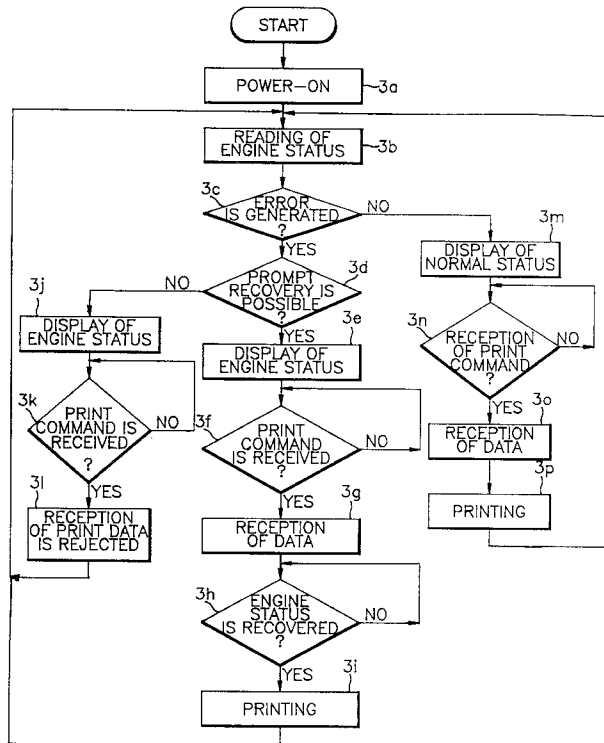 START
POWER-ON
3a
READING OF
ENGINE STATUS
3b
3c
ERROR
IS GENERATED
?
NO
YES
3m
DISPLAY OF
NORMAL STATUS
3d
PROMPT
RECOVERY IS
POSSIBLE
?
NO
YES
3j
DISPLAY OF
ENGINE STATUS
3e
DISPLAY OF
ENGINE STATUS
3n
RECEPTION
OF PRINT
COMMAND
?
NO
YES
3k
PRINT
COMMAND IS
RECEIVED
?
NO
YES
3f
PRINT
COMMAND
IS RECEIVED
?
NO
YES
3o
RECEPTION
OF DATA
3p
PRINTING
3l
RECEPTION
OF PRINT DATA
IS REJECTED
3g
RECEPTION
OF DATA
3h
ENGINE
STATUS
IS RECOVERED
?
NO
YES
3i
PRINTING